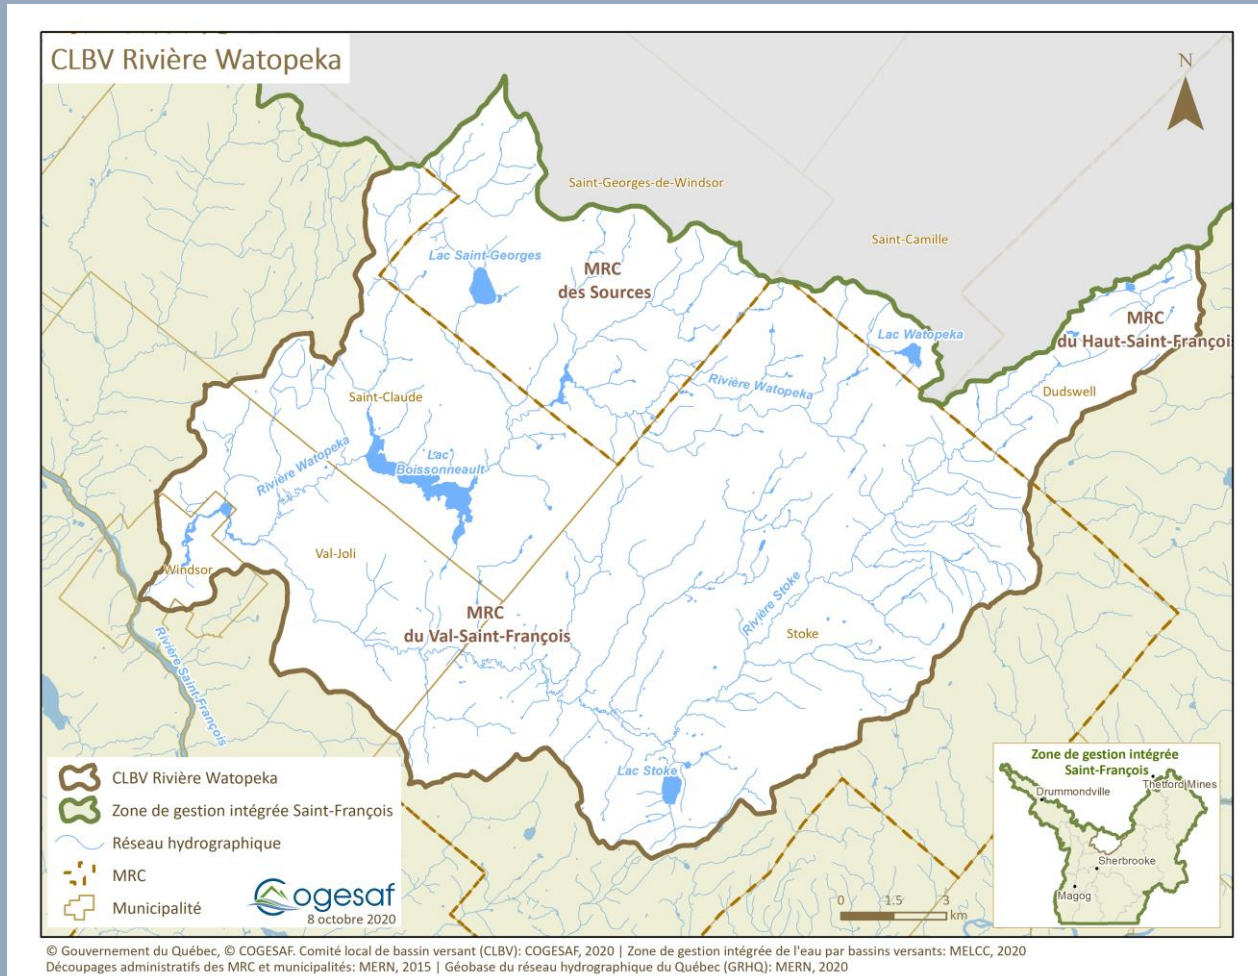 CLBV Rivière Watopeka
N
Saint-Georges-de-Windsor
Saint-Camille
Lac Saint-Georges
MRC
des Sources
Lac Watopeka
MRC
du Haut-Saint-Françoi
Rivière Watopeka
Dudswell
Saint-Claude
Lac
Boissonneault
Rivière Watopeka
Val-Joli
Windsor
Rivière Stoke
MRC
du Val-Saint-François
Stoke
Rivière Saint-François
Lac Stoke
CLBV Rivière Watopeka
Zone de gestion intégrée Saint-François
Réseau hydrographique
MRC
Municipalité
Cogesaf
8 octobre 2020
0 1.5 3
km
Zone de gestion intégrée
Saint-François
Thetford Mines
Drummondville
Sherbrooke
Magog
© Gouvernement du Québec, © COGESAF. Comité local de bassin versant (CLBV): COGESAF, 2020 | Zone de gestion intégrée de l'eau par bassins versants: MELCC, 2020
Découpages administratifs des MRC et municipalités: MERN, 2015 | Géobase du réseau hydrographique du Québec (GRHQ): MERN, 2020